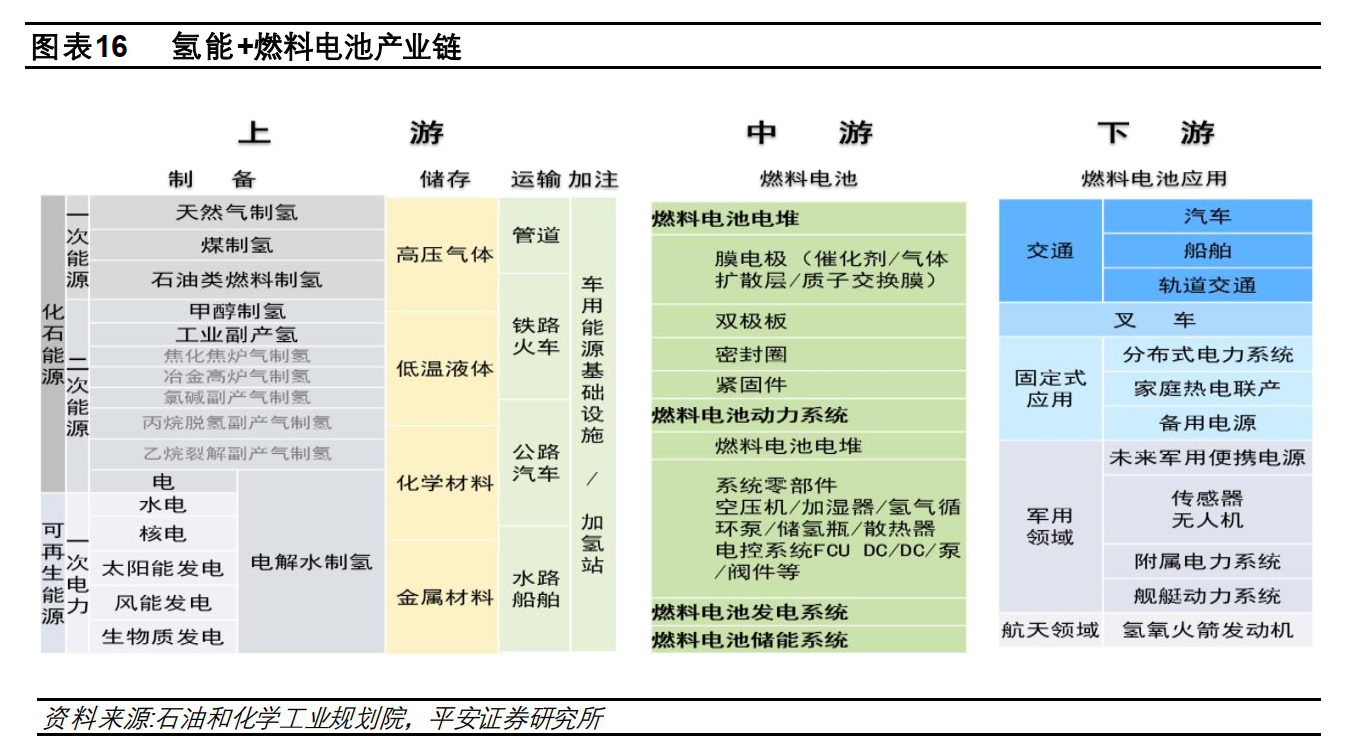 图表16 氢能+燃料电池产业链
上 游
中 游
下 游
制 备
储存
运输
加注
燃料电池
燃料电池应用
化石能源
一次能源
天然气制氢
煤制氢
石油类燃料制氢
二次能源
甲醇制氢
工业副产氢
焦化焦炉气制氢
冶金高炉气制氢
氯碱副产气制氢
丙烷脱氢副产气制氢
乙烷裂解副产气制氢
电
可再生能源
一次电力
水电
核电
太阳能发电
风能发电
生物质发电
电解水制氢
高压气体
低温液体
化学材料
金属材料
管道
铁路
火车
公路
汽车
水路
船舶
车用能源基础设施/加氢站
燃料电池电堆
膜电极（催化剂/气体
扩散层/质子交换膜）
双极板
密封圈
紧固件
燃料电池动力系统
燃料电池电堆
系统零部件
空压机/加湿器/氢气循
环泵/储氢瓶/散热器
电控系统FCU DC/DC/泵
/阀件等
燃料电池发电系统
燃料电池储能系统
交通
汽车
船舶
轨道交通
叉 车
固定式
应用
分布式电力系统
家庭热电联产
备用电源
军用
领域
未来军用便携电源
传感器
无人机
附属电力系统
舰艇动力系统
航天领域
氢氧火箭发动机
资料来源:石油和化学工业规划院，平安证券研究所